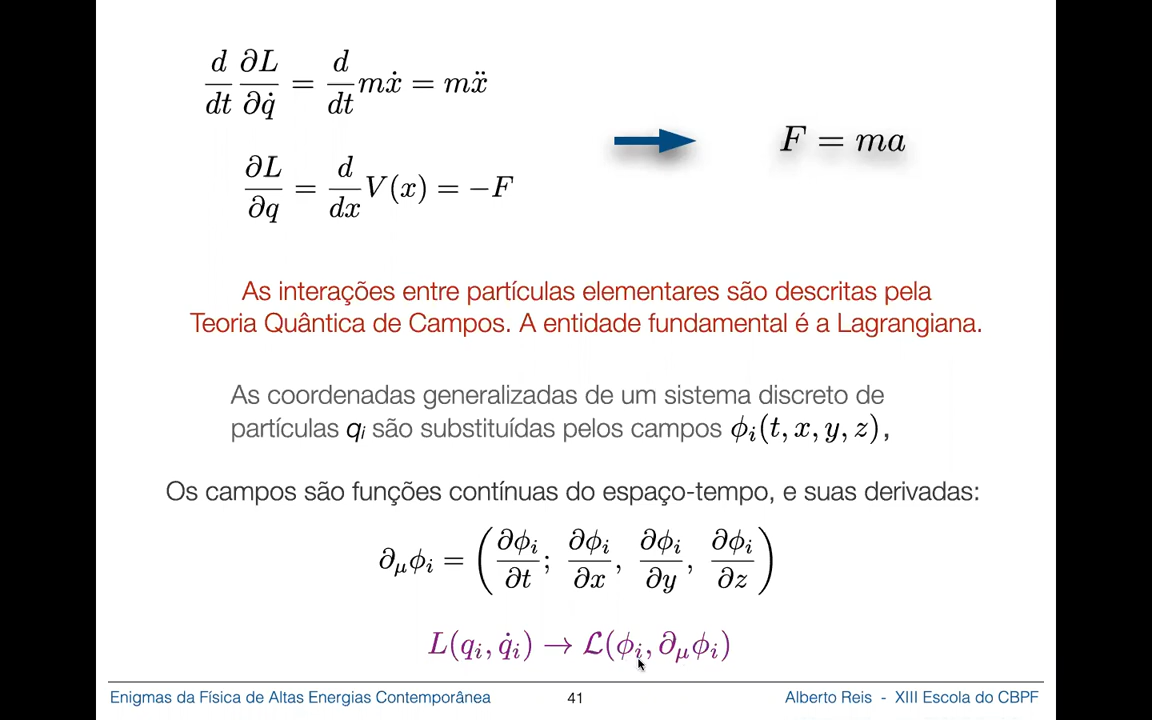 d/dt ∂L/∂q̇ = d/dt mẋ = mẍ
∂L/∂q = d/dx V(x) = −F
F = ma
As interações entre partículas elementares são descritas pela
Teoria Quântica de Campos. A entidade fundamental é a Lagrangiana.
As coordenadas generalizadas de um sistema discreto de
partículas qᵢ são substituídas pelos campos ϕᵢ(t, x, y, z),
Os campos são funções contínuas do espaço-tempo, e suas derivadas:
∂μϕᵢ = (∂ϕᵢ/∂t; ∂ϕᵢ/∂x, ∂ϕᵢ/∂y, ∂ϕᵢ/∂z)
L(qᵢ, q̇ᵢ) → ℒ(ϕᵢ, ∂μϕᵢ)
Enigmas da Física de Altas Energias Contemporânea
41
Alberto Reis - XIII Escola do CBPF